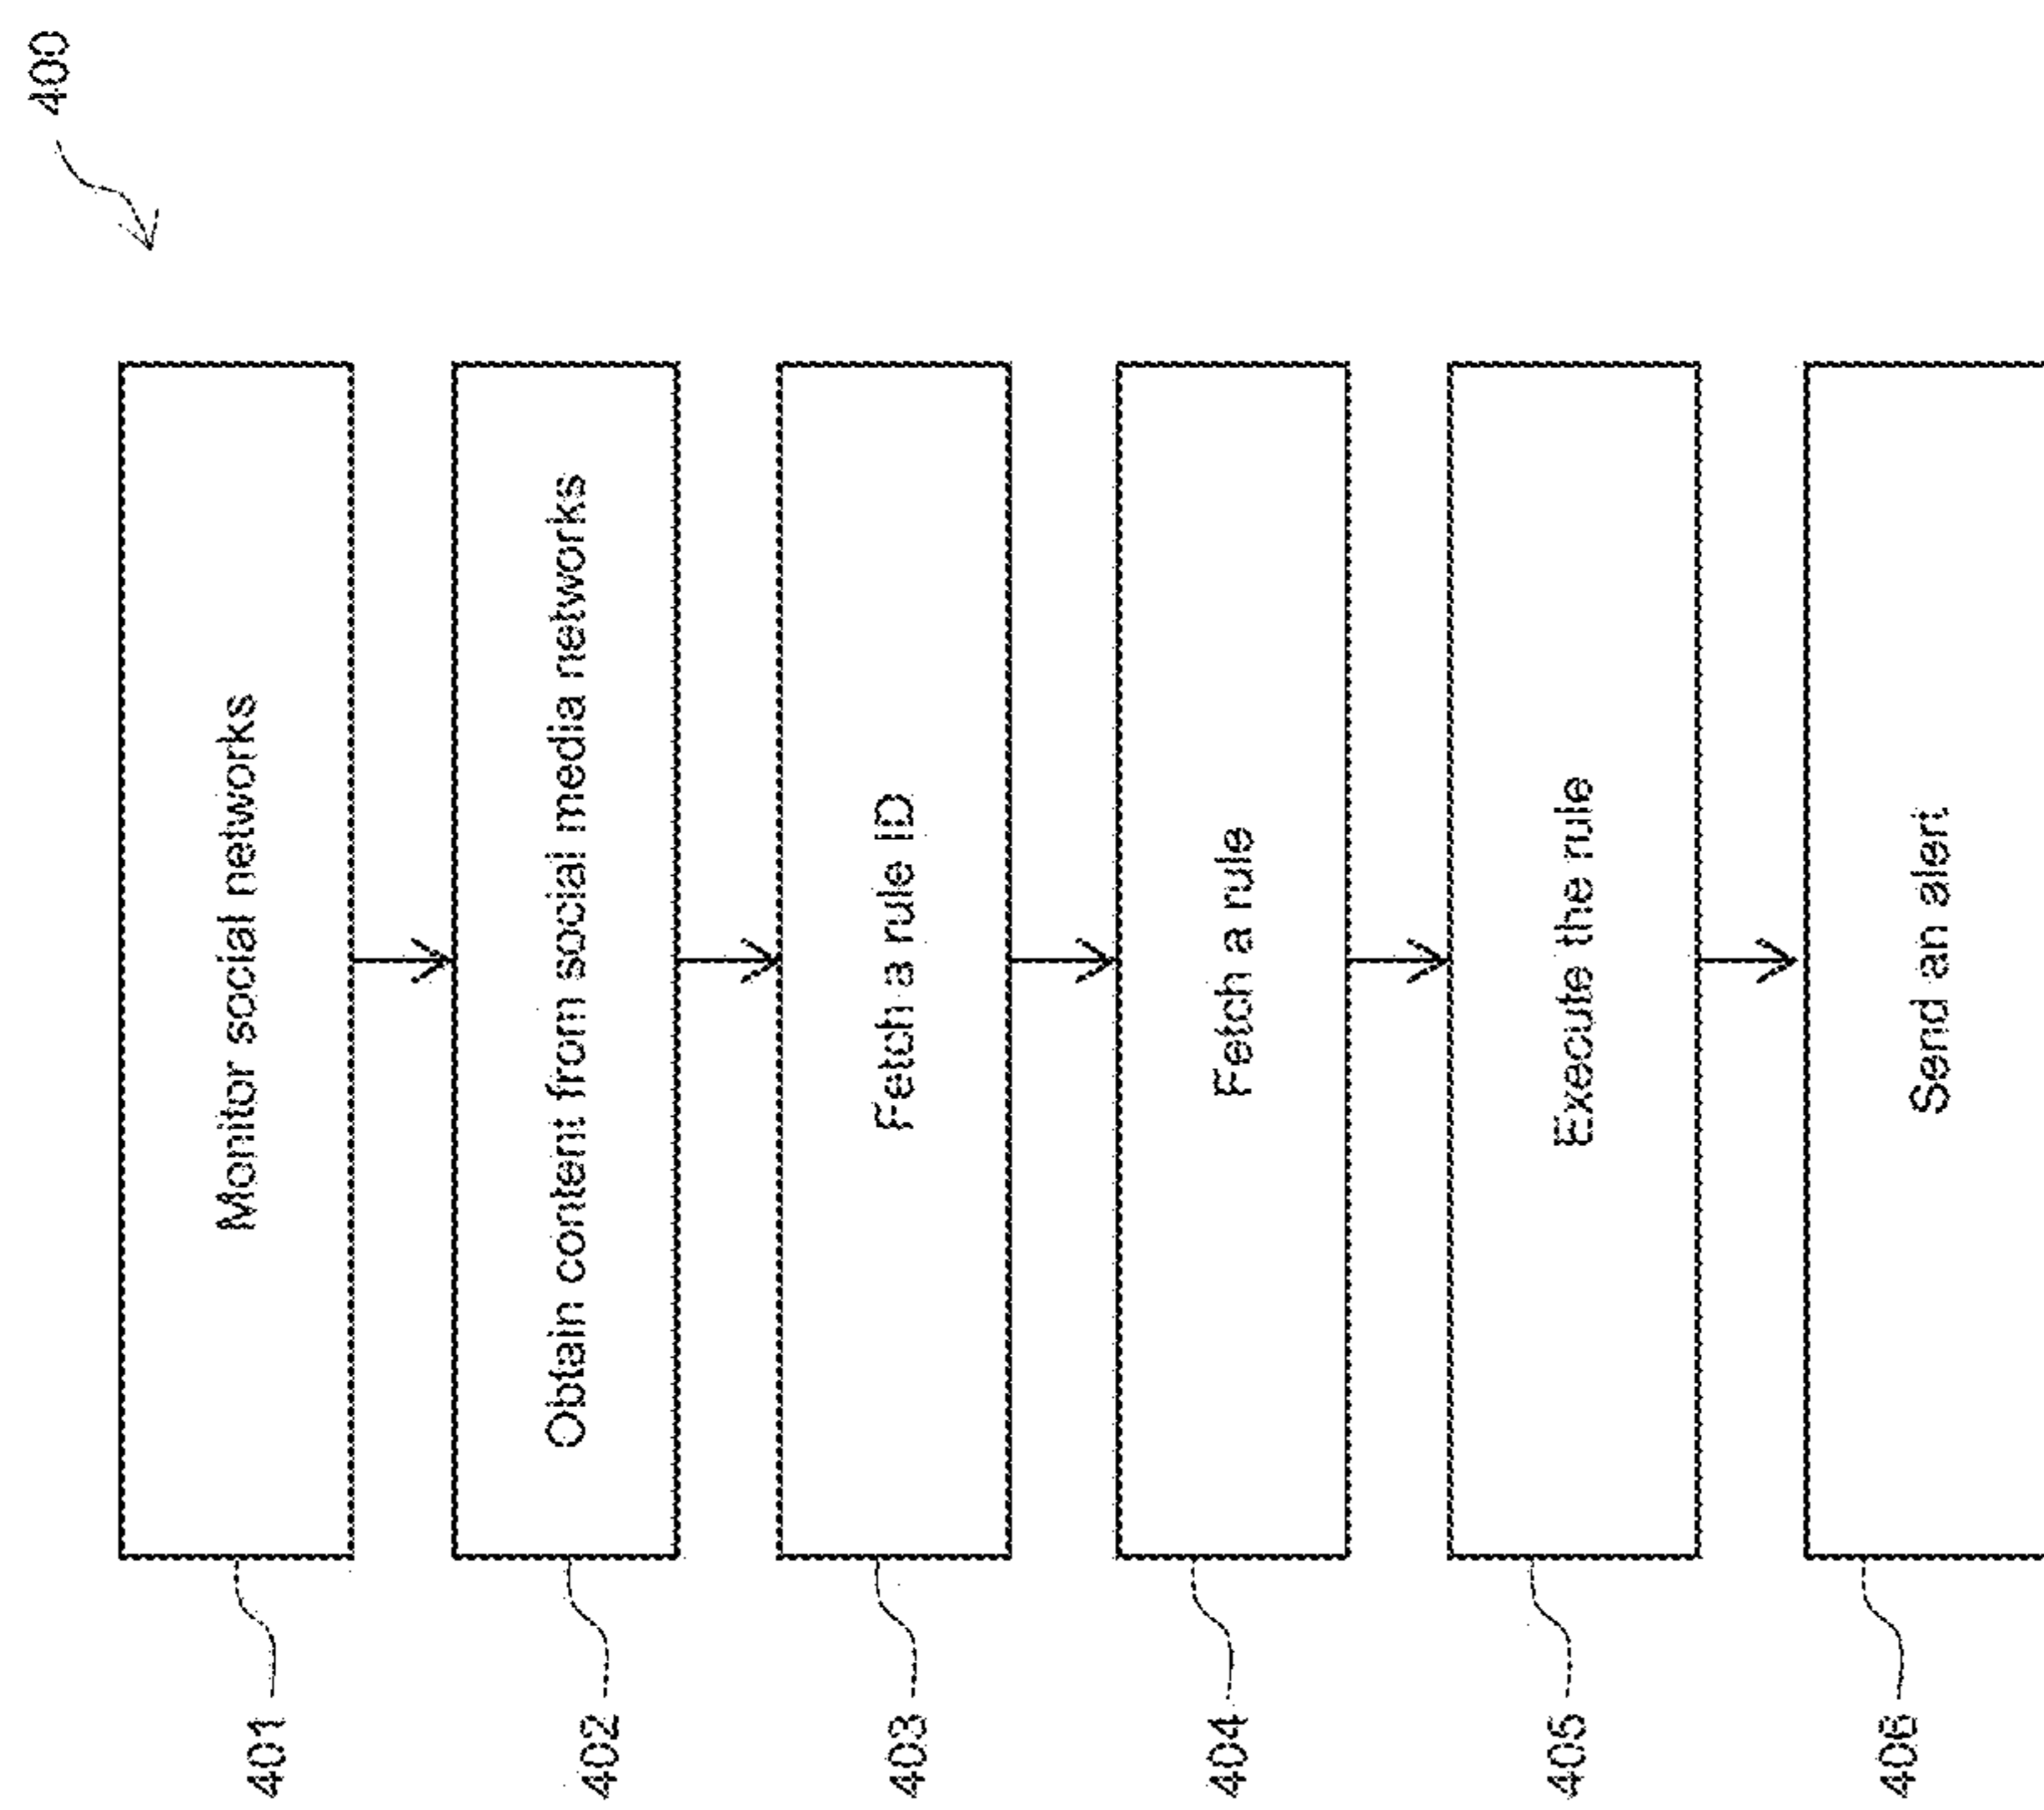 400
401
Monitor social networks
402
Obtain content from social media networks
403
Fetch a rule ID
404
Fetch a rule
405
Execute the rule
406
Send an alert